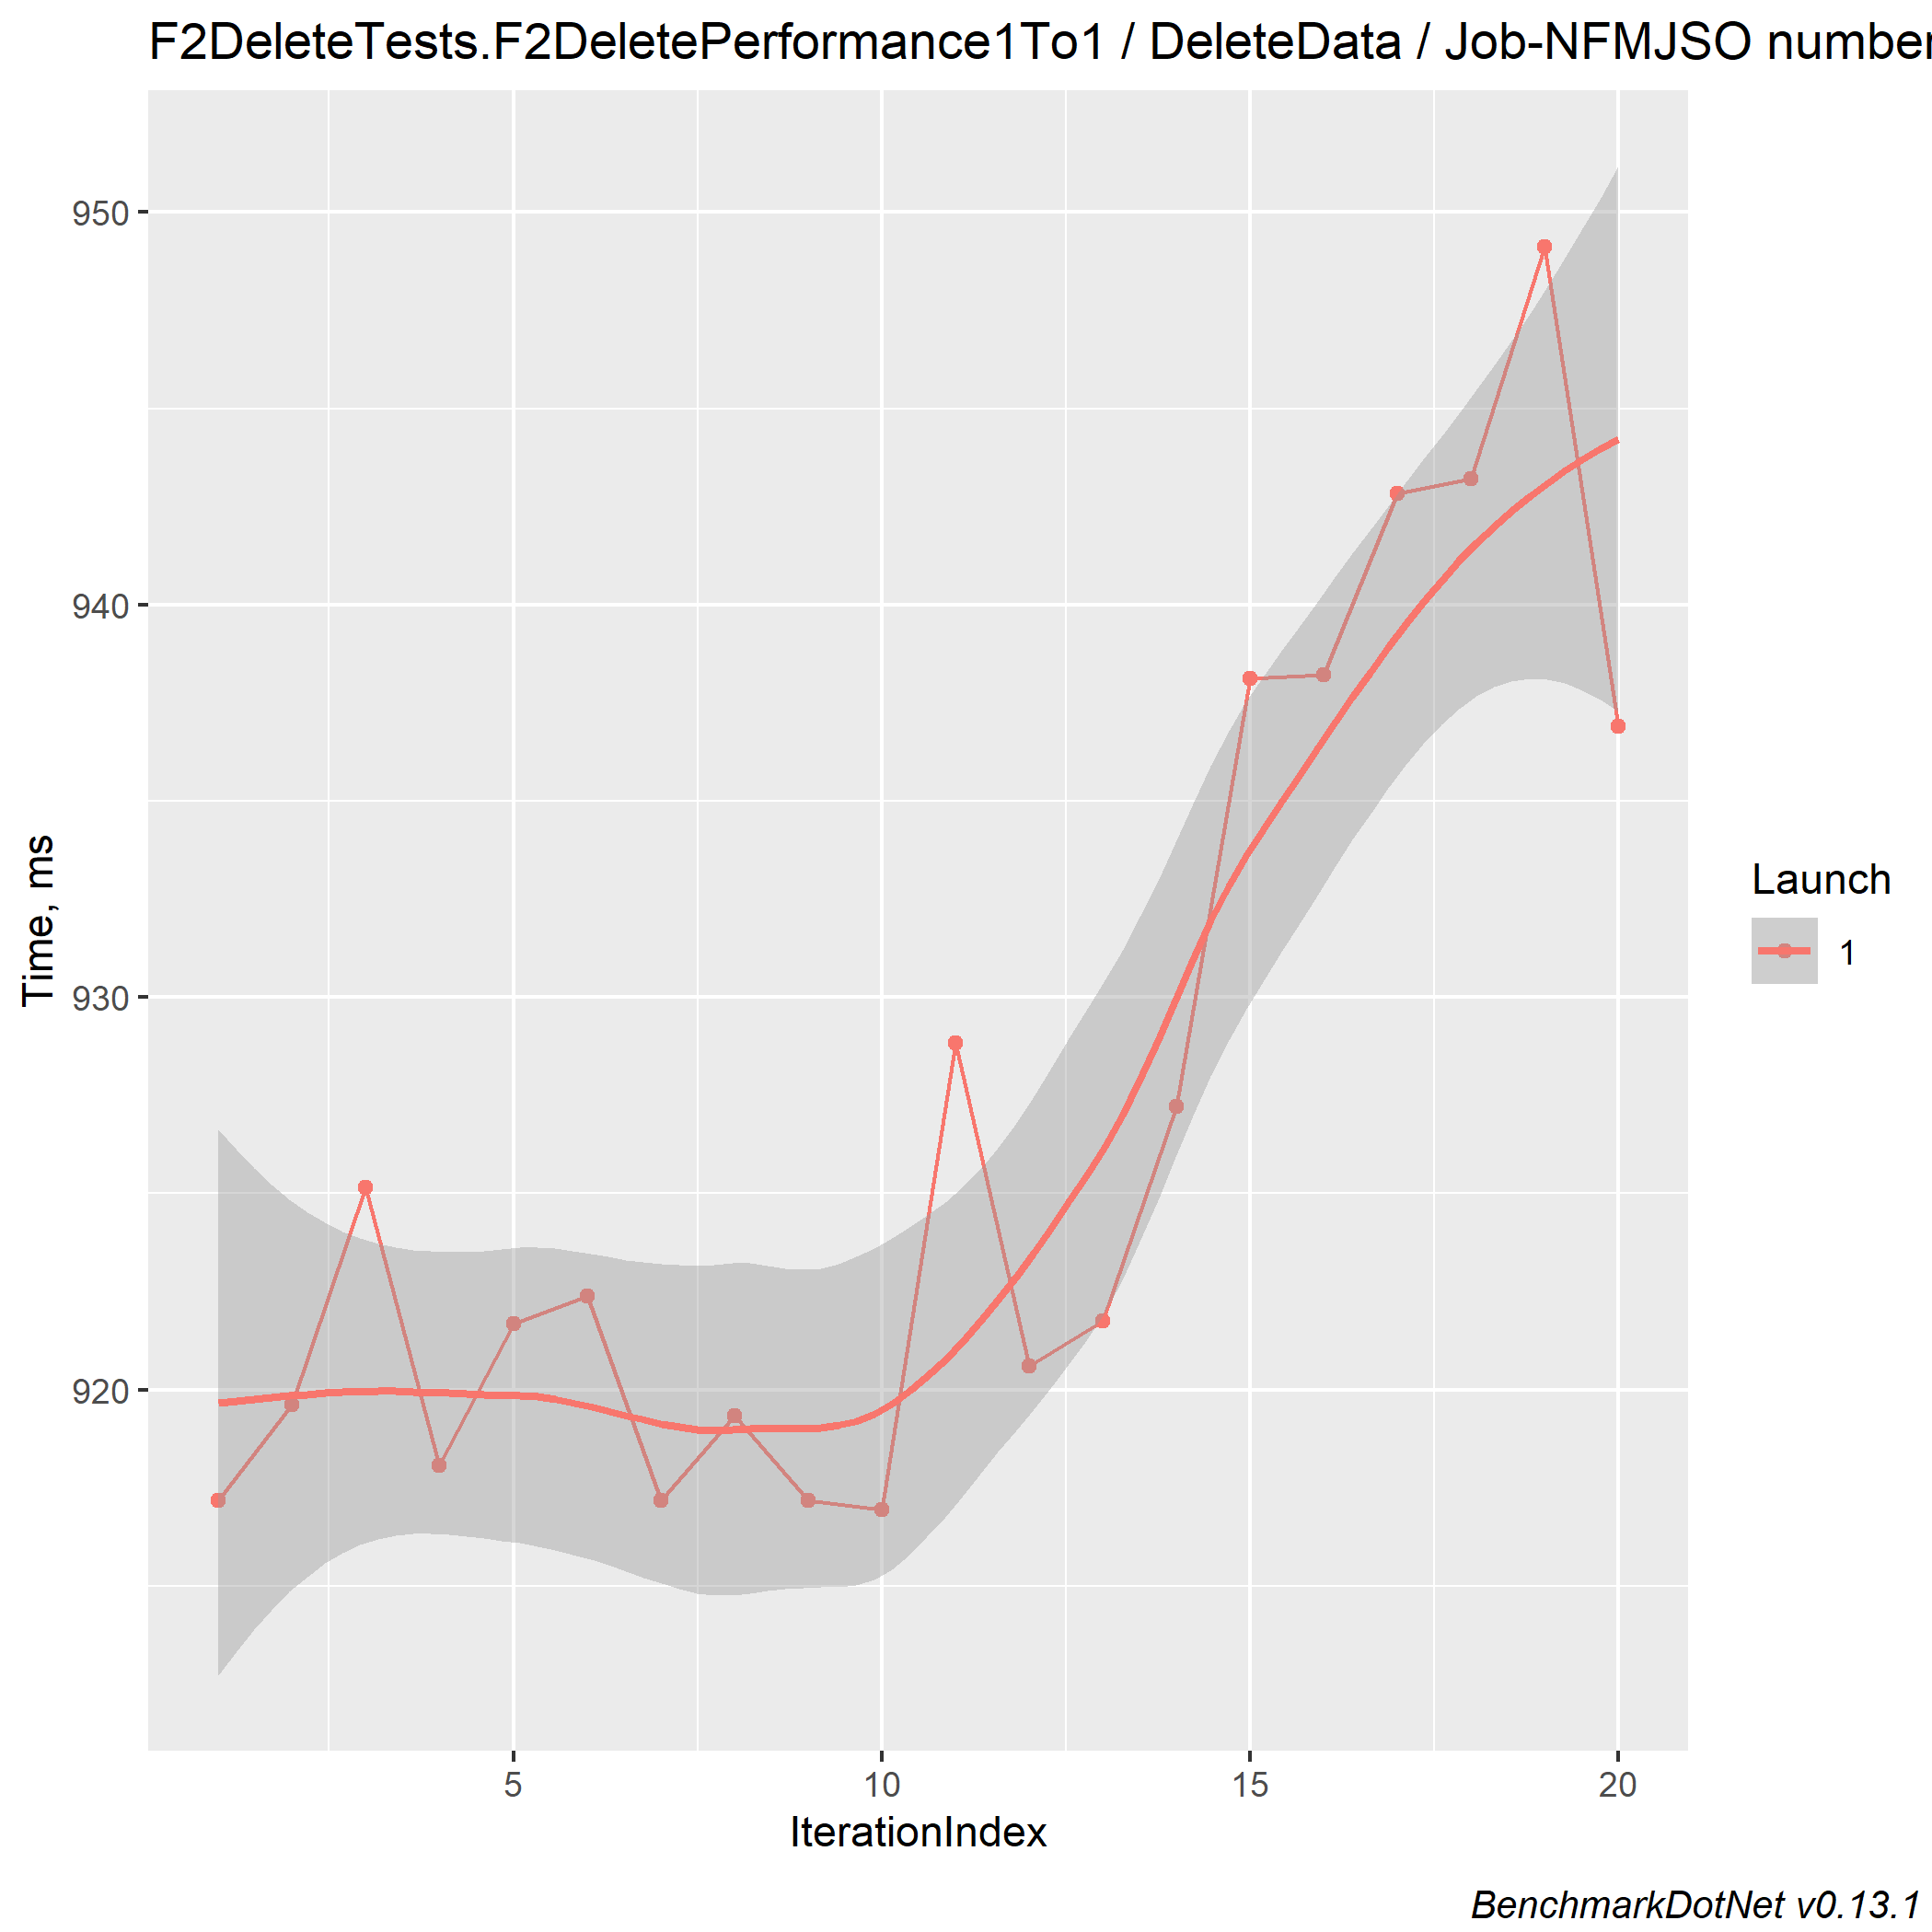 F2DeleteTests.F2DeletePerformance1To1 / DeleteData / Job-NFMJSO number
950
940
930
920
Time, ms
5
10
15
20
IterationIndex
Launch
1
BenchmarkDotNet v0.13.1